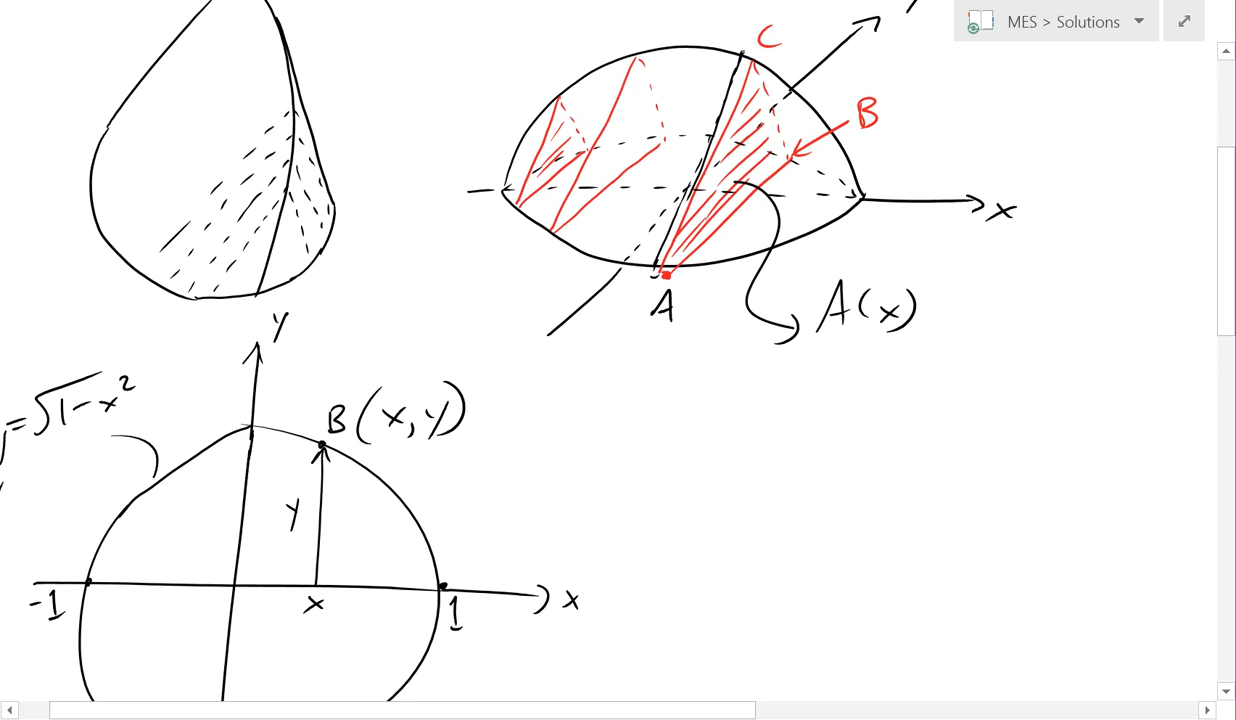 MES > Solutions
C
B
x
A
A(x)
y
= √1-x²
B(x,y)
y
-1
x
1
x